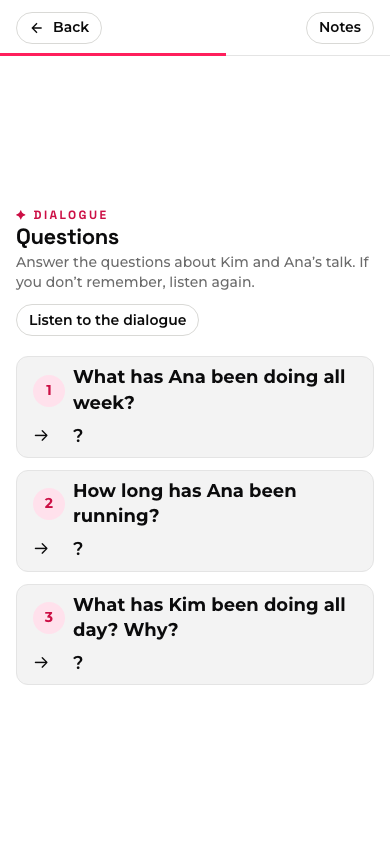 ← Back
Notes
✦ DIALOGUE
Questions
Answer the questions about Kim and Ana’s talk. If
you don’t remember, listen again.
Listen to the dialogue
1 What has Ana been doing all
week?
→ ?
2 How long has Ana been
running?
→ ?
3 What has Kim been doing all
day? Why?
→ ?